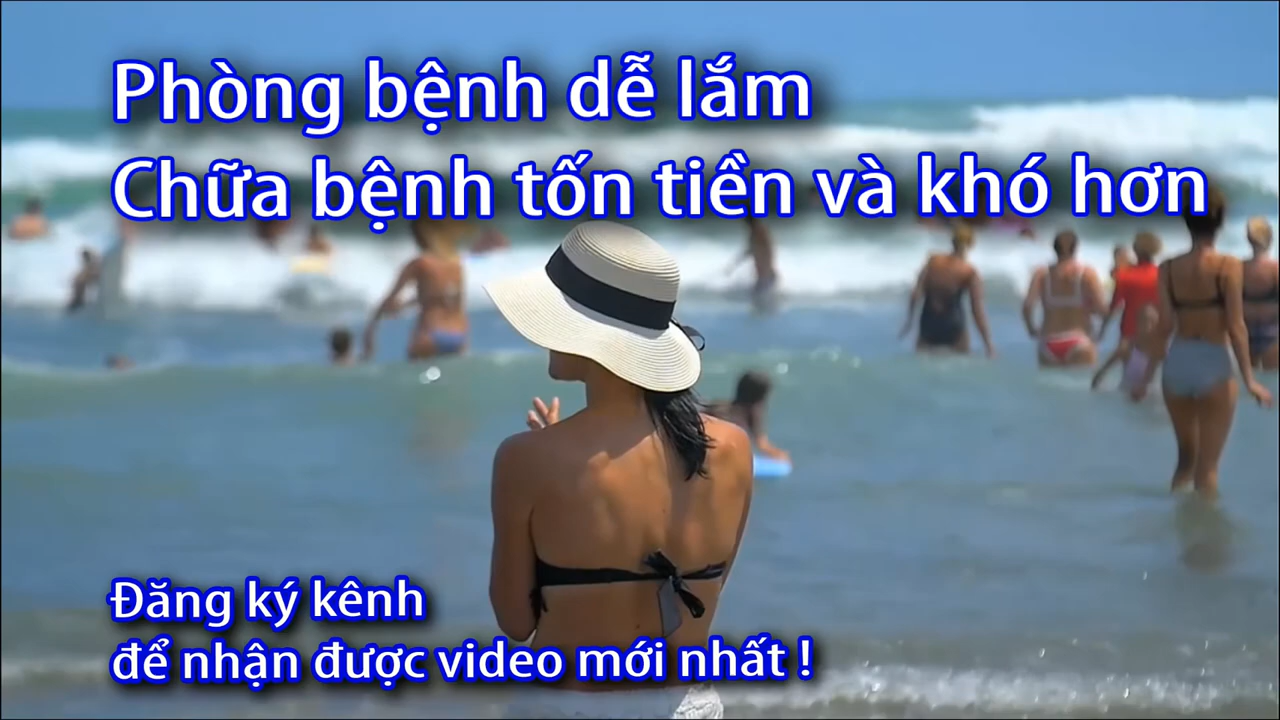 Phòng bệnh dễ lắm
Chữa bệnh tốn tiền và khó hơn
Đăng ký kênh
để nhận được video mới nhất !